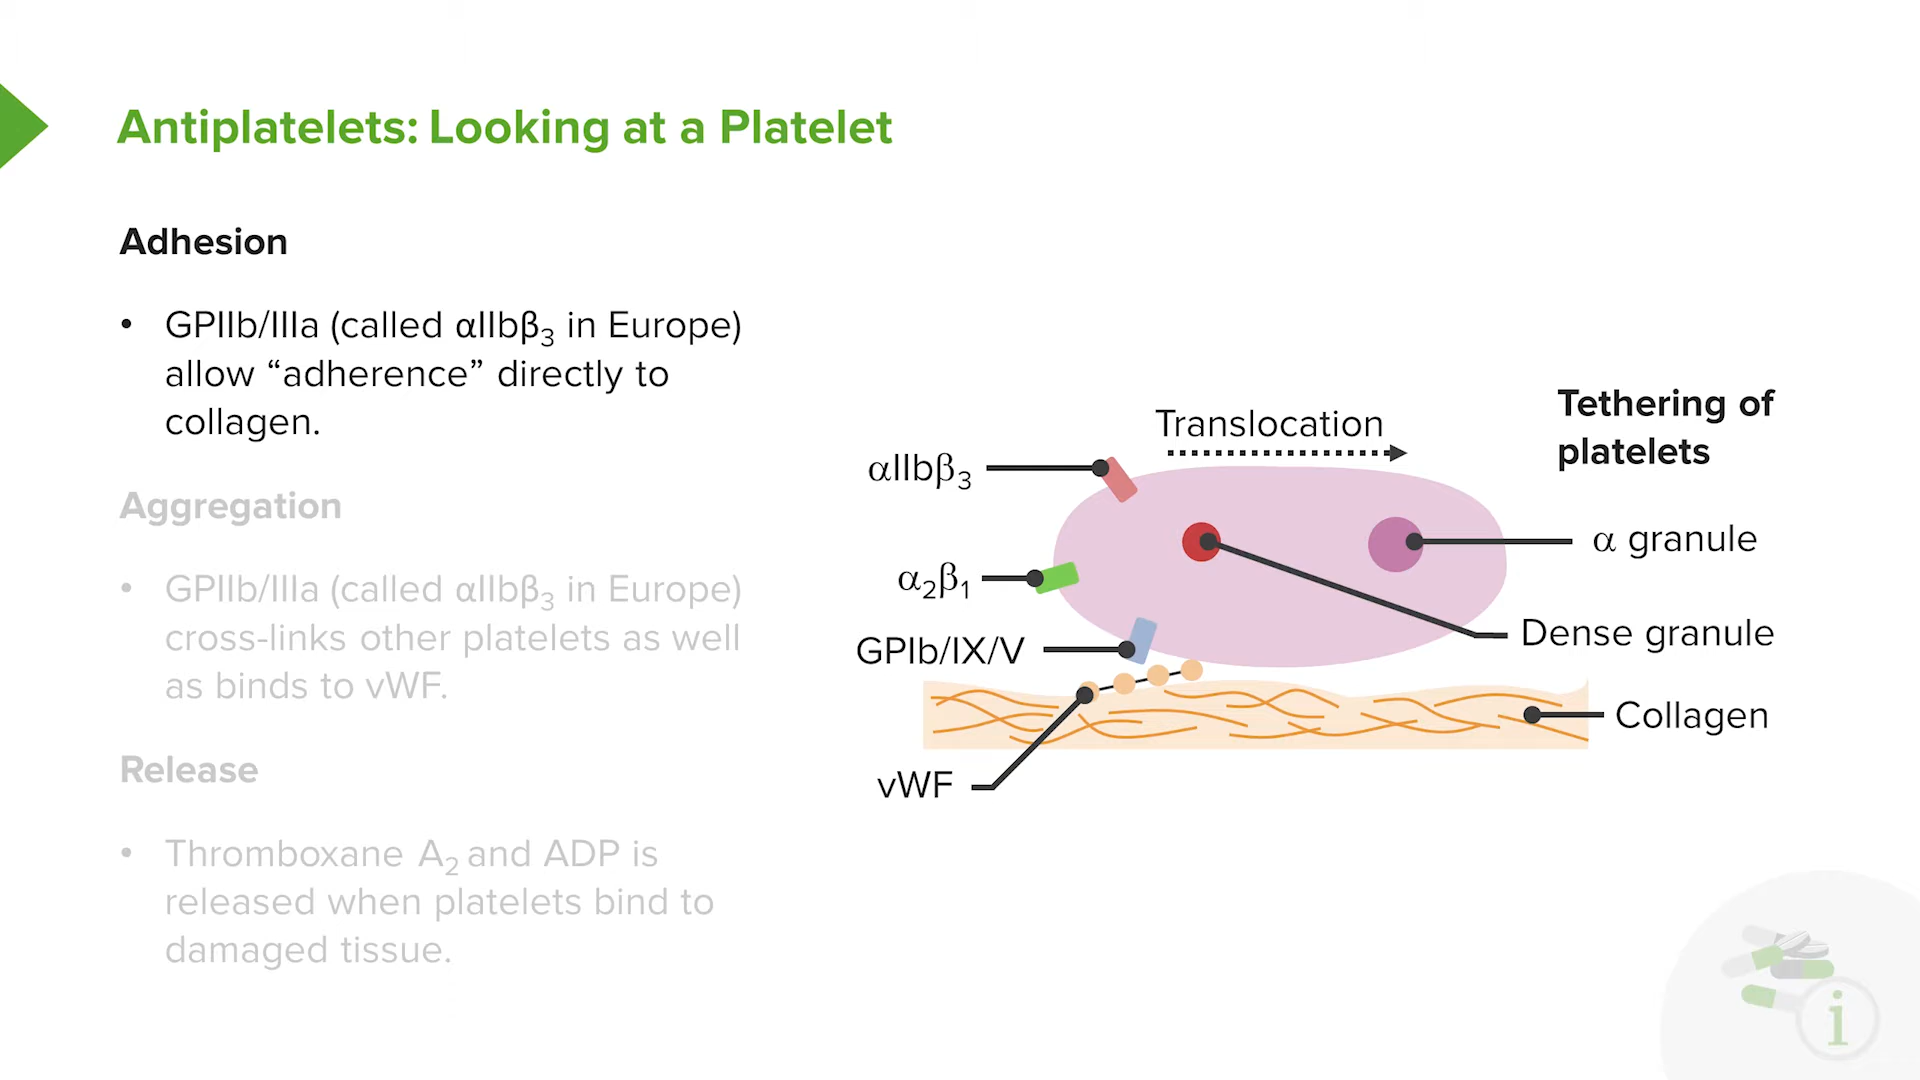 Antiplatelets: Looking at a Platelet
Adhesion
• GPIIb/IIIa (called αIIbβ₃ in Europe)
allow “adherence” directly to
collagen.
Aggregation
• GPIIb/IIIa (called αIIbβ₃ in Europe)
cross-links other platelets as well
as binds to vWF.
Release
• Thromboxane A₂ and ADP is
released when platelets bind to
damaged tissue.
Translocation
Tethering of
platelets
αIIbβ₃
α granule
α₂β₁
Dense granule
GPIb/IX/V
Collagen
vWF
i